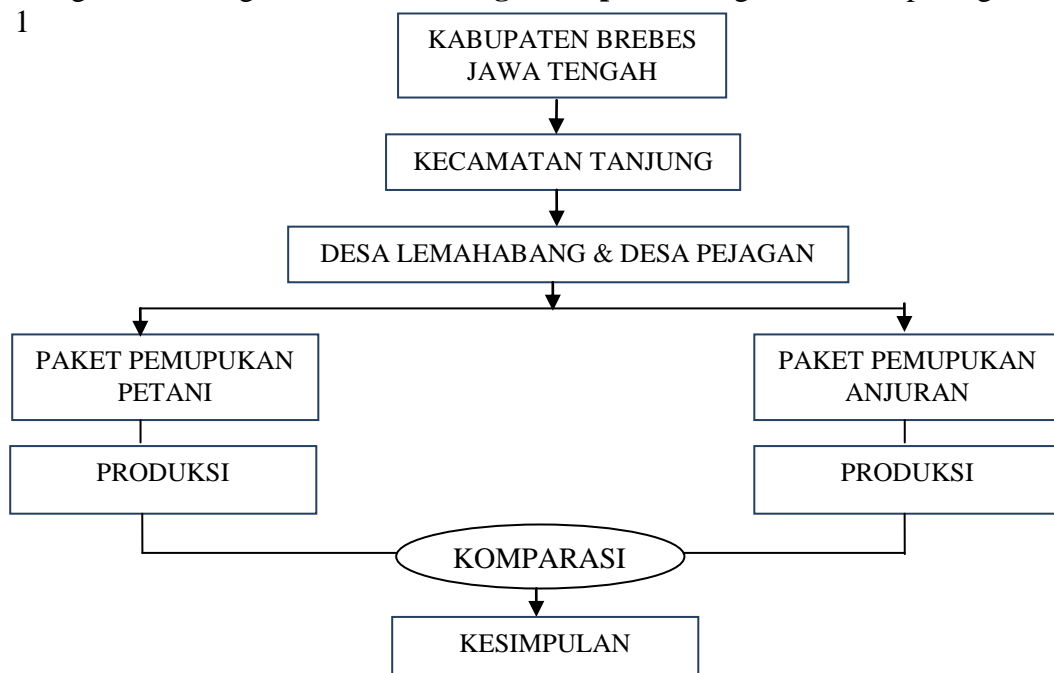 1
KABUPATEN BREBES
JAWA TENGAH
KECAMATAN TANJUNG
DESA LEMAHABANG & DESA PEJAGAN
PAKET PEMUPUKAN
PETANI
PAKET PEMUPUKAN
ANJURAN
PRODUKSI
PRODUKSI
KOMPARASI
KESIMPULAN